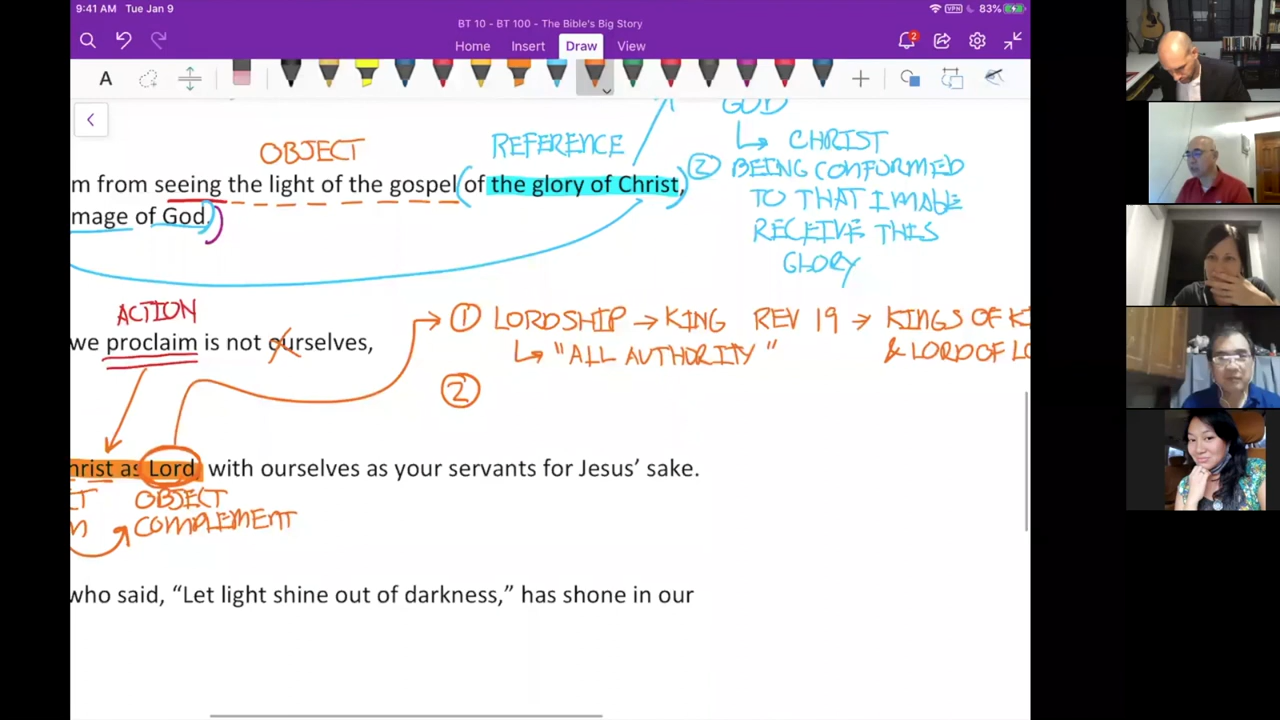 9:41 AM Tue Jan 9
BT 10 - BT 100 - The Bible's Big Story
VPN 83%
Home Insert Draw View
2
A
GOD
CHRIST
② BEING CONFORMED
TO THAT IMAGE
RECEIVE THIS
GLORY
OBJECT
REFERENCE
m from seeing the light of the gospel (of the glory of Christ,
mage of God.)
ACTION
we proclaim is not ourselves,
① LORDSHIP → KING REV 19 → KINGS OF K
"ALL AUTHORITY" & LORD OF LO
②
hrist as Lord, with ourselves as your servants for Jesus' sake.
CT OBJECT
COMPLEMENT
who said, “Let light shine out of darkness,” has shone in our